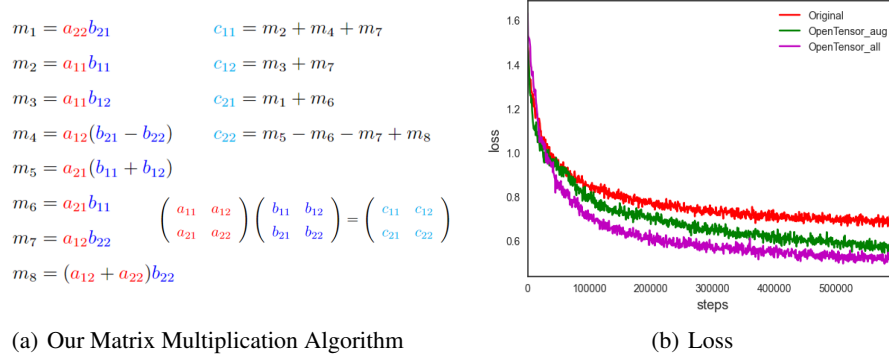 m₁ = a₂₂b₂₁
m₂ = a₁₁b₁₁
m₃ = a₁₁b₁₂
m₄ = a₁₂(b₂₁ − b₂₂)
m₅ = a₂₁(b₁₁ + b₁₂)
m₆ = a₂₁b₁₁
m₇ = a₁₂b₂₂
m₈ = (a₁₂ + a₂₂)b₂₂
c₁₁ = m₂ + m₄ + m₇
c₁₂ = m₃ + m₇
c₂₁ = m₁ + m₆
c₂₂ = m₅ − m₆ − m₇ + m₈
( a₁₁ a₁₂ ) ( b₁₁ b₁₂ ) = ( c₁₁ c₁₂ )
( a₂₁ a₂₂ ) ( b₂₁ b₂₂ ) ( c₂₁ c₂₂ )
(a) Our Matrix Multiplication Algorithm
Original
OpenTensor_aug
OpenTensor_all
1.6
1.4
1.2
1.0
0.8
0.6
loss
0 100000 200000 300000 400000 500000
steps
(b) Loss